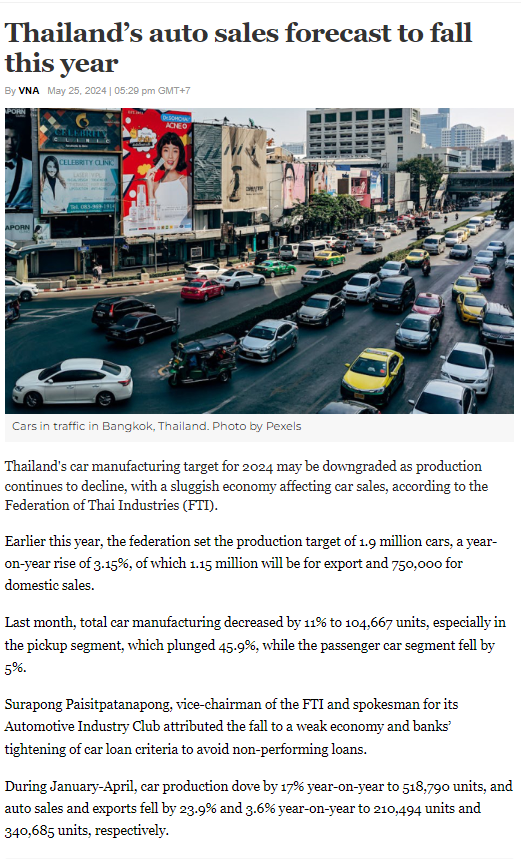 Thailand’s auto sales forecast to fall
this year
By VNA May 25, 2024 | 05:29 pm GMT+7
CELEBRITY
CLINIC
CELEBRITY CLINIC
ACNEO
APORN
Cars in traffic in Bangkok, Thailand. Photo by Pexels
Thailand's car manufacturing target for 2024 may be downgraded as production
continues to decline, with a sluggish economy affecting car sales, according to the
Federation of Thai Industries (FTI).
Earlier this year, the federation set the production target of 1.9 million cars, a year-
on-year rise of 3.15%, of which 1.15 million will be for export and 750,000 for
domestic sales.
Last month, total car manufacturing decreased by 11% to 104,667 units, especially in
the pickup segment, which plunged 45.9%, while the passenger car segment fell by
5%.
Surapong Paisitpatanapong, vice-chairman of the FTI and spokesman for its
Automotive Industry Club attributed the fall to a weak economy and banks’
tightening of car loan criteria to avoid non-performing loans.
During January-April, car production dove by 17% year-on-year to 518,790 units, and
auto sales and exports fell by 23.9% and 3.6% year-on-year to 210,494 units and
340,685 units, respectively.